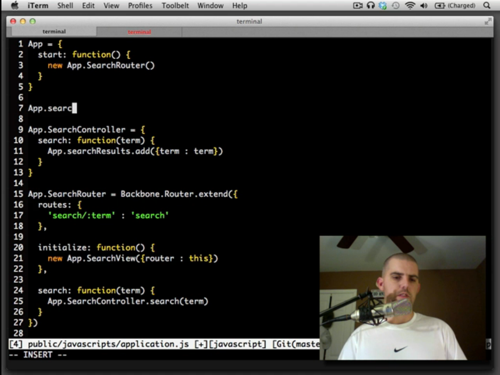 iTerm Shell Edit View Profiles Toolbelt Window Help (Charged)
terminal
terminal terminal
1 App = {
2 start: function() {
3 new App.SearchRouter()
4 }
5 }
6
7 App.searc
8
9 App.SearchController = {
10 search: function(term) {
11 App.searchResults.add({term : term})
12 }
13 }
14
15 App.SearchRouter = Backbone.Router.extend({
16 routes: {
17 'search/:term' : 'search'
18 },
19
20 initialize: function() {
21 new App.SearchView({router : this})
22 },
23
24 search: function(term) {
25 App.SearchController.search(term)
26 }
27 })
28
[4] public/javascripts/application.js [+][javascript] [Git(mast
-- INSERT --